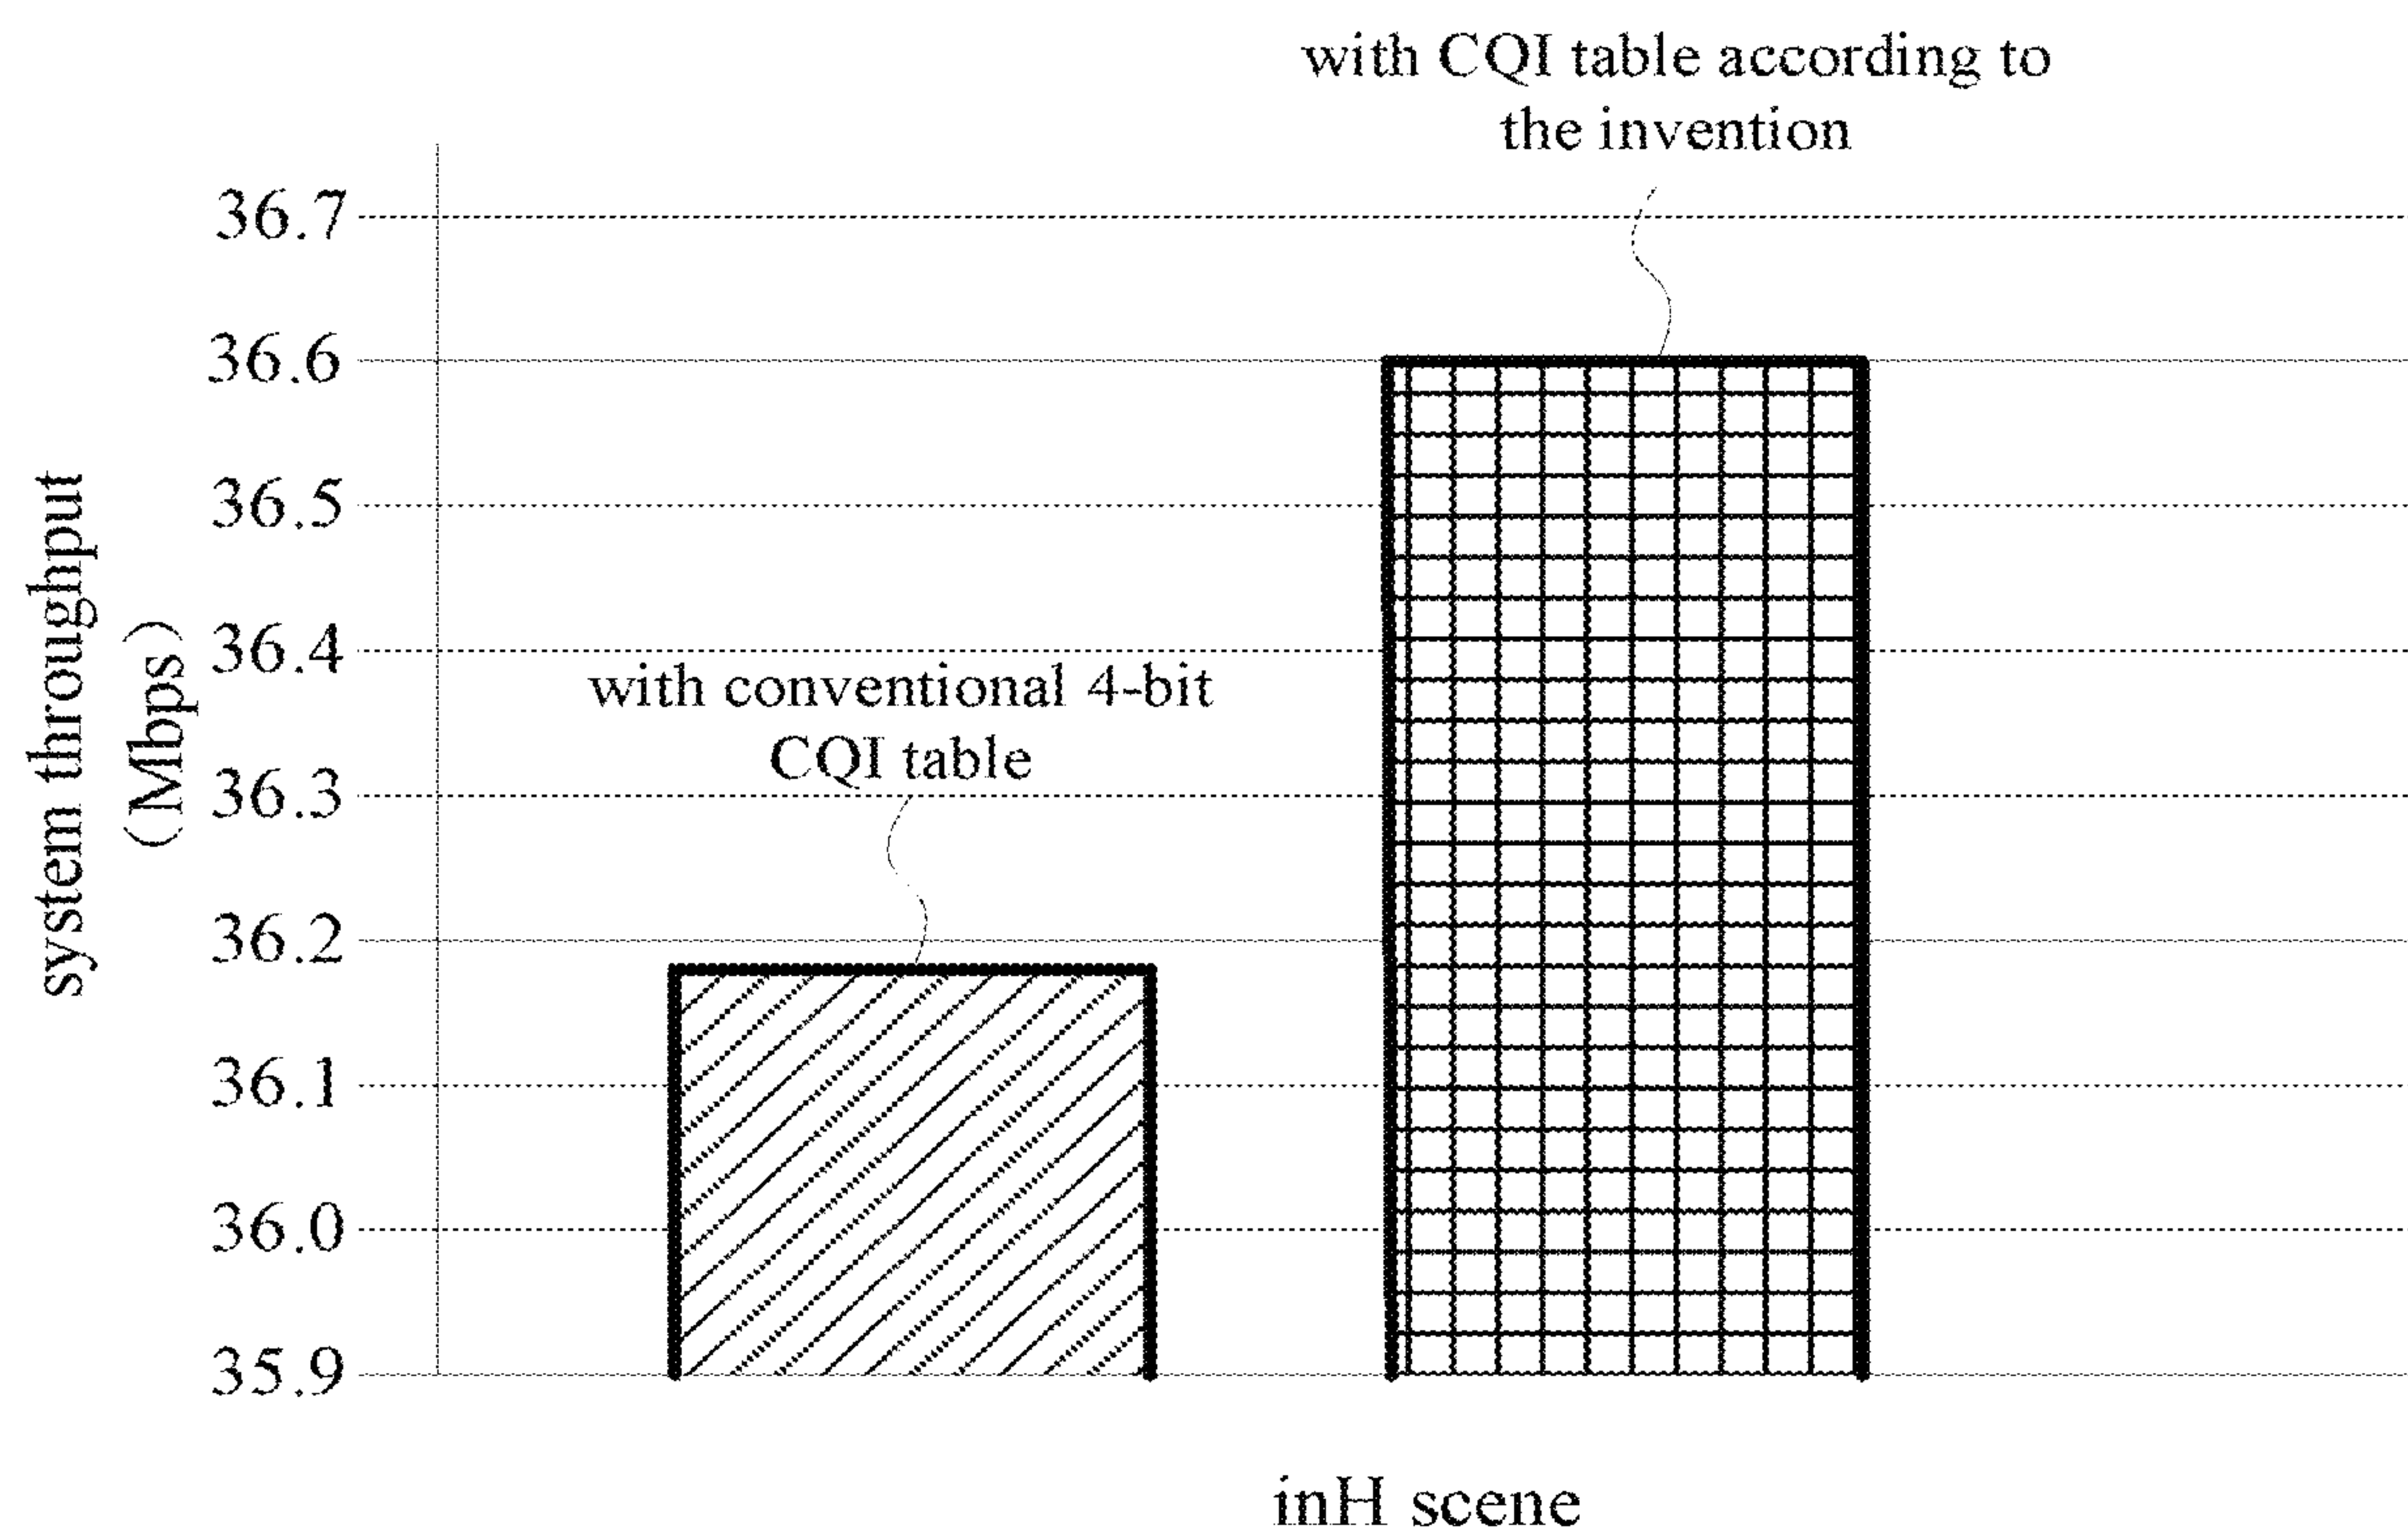 with CQI table according to
the invention
36.7
36.6
36.5
36.4
36.3
36.2
36.1
36.0
35.9
system throughput
(Mbps)
with conventional 4-bit
CQI table
inH scene